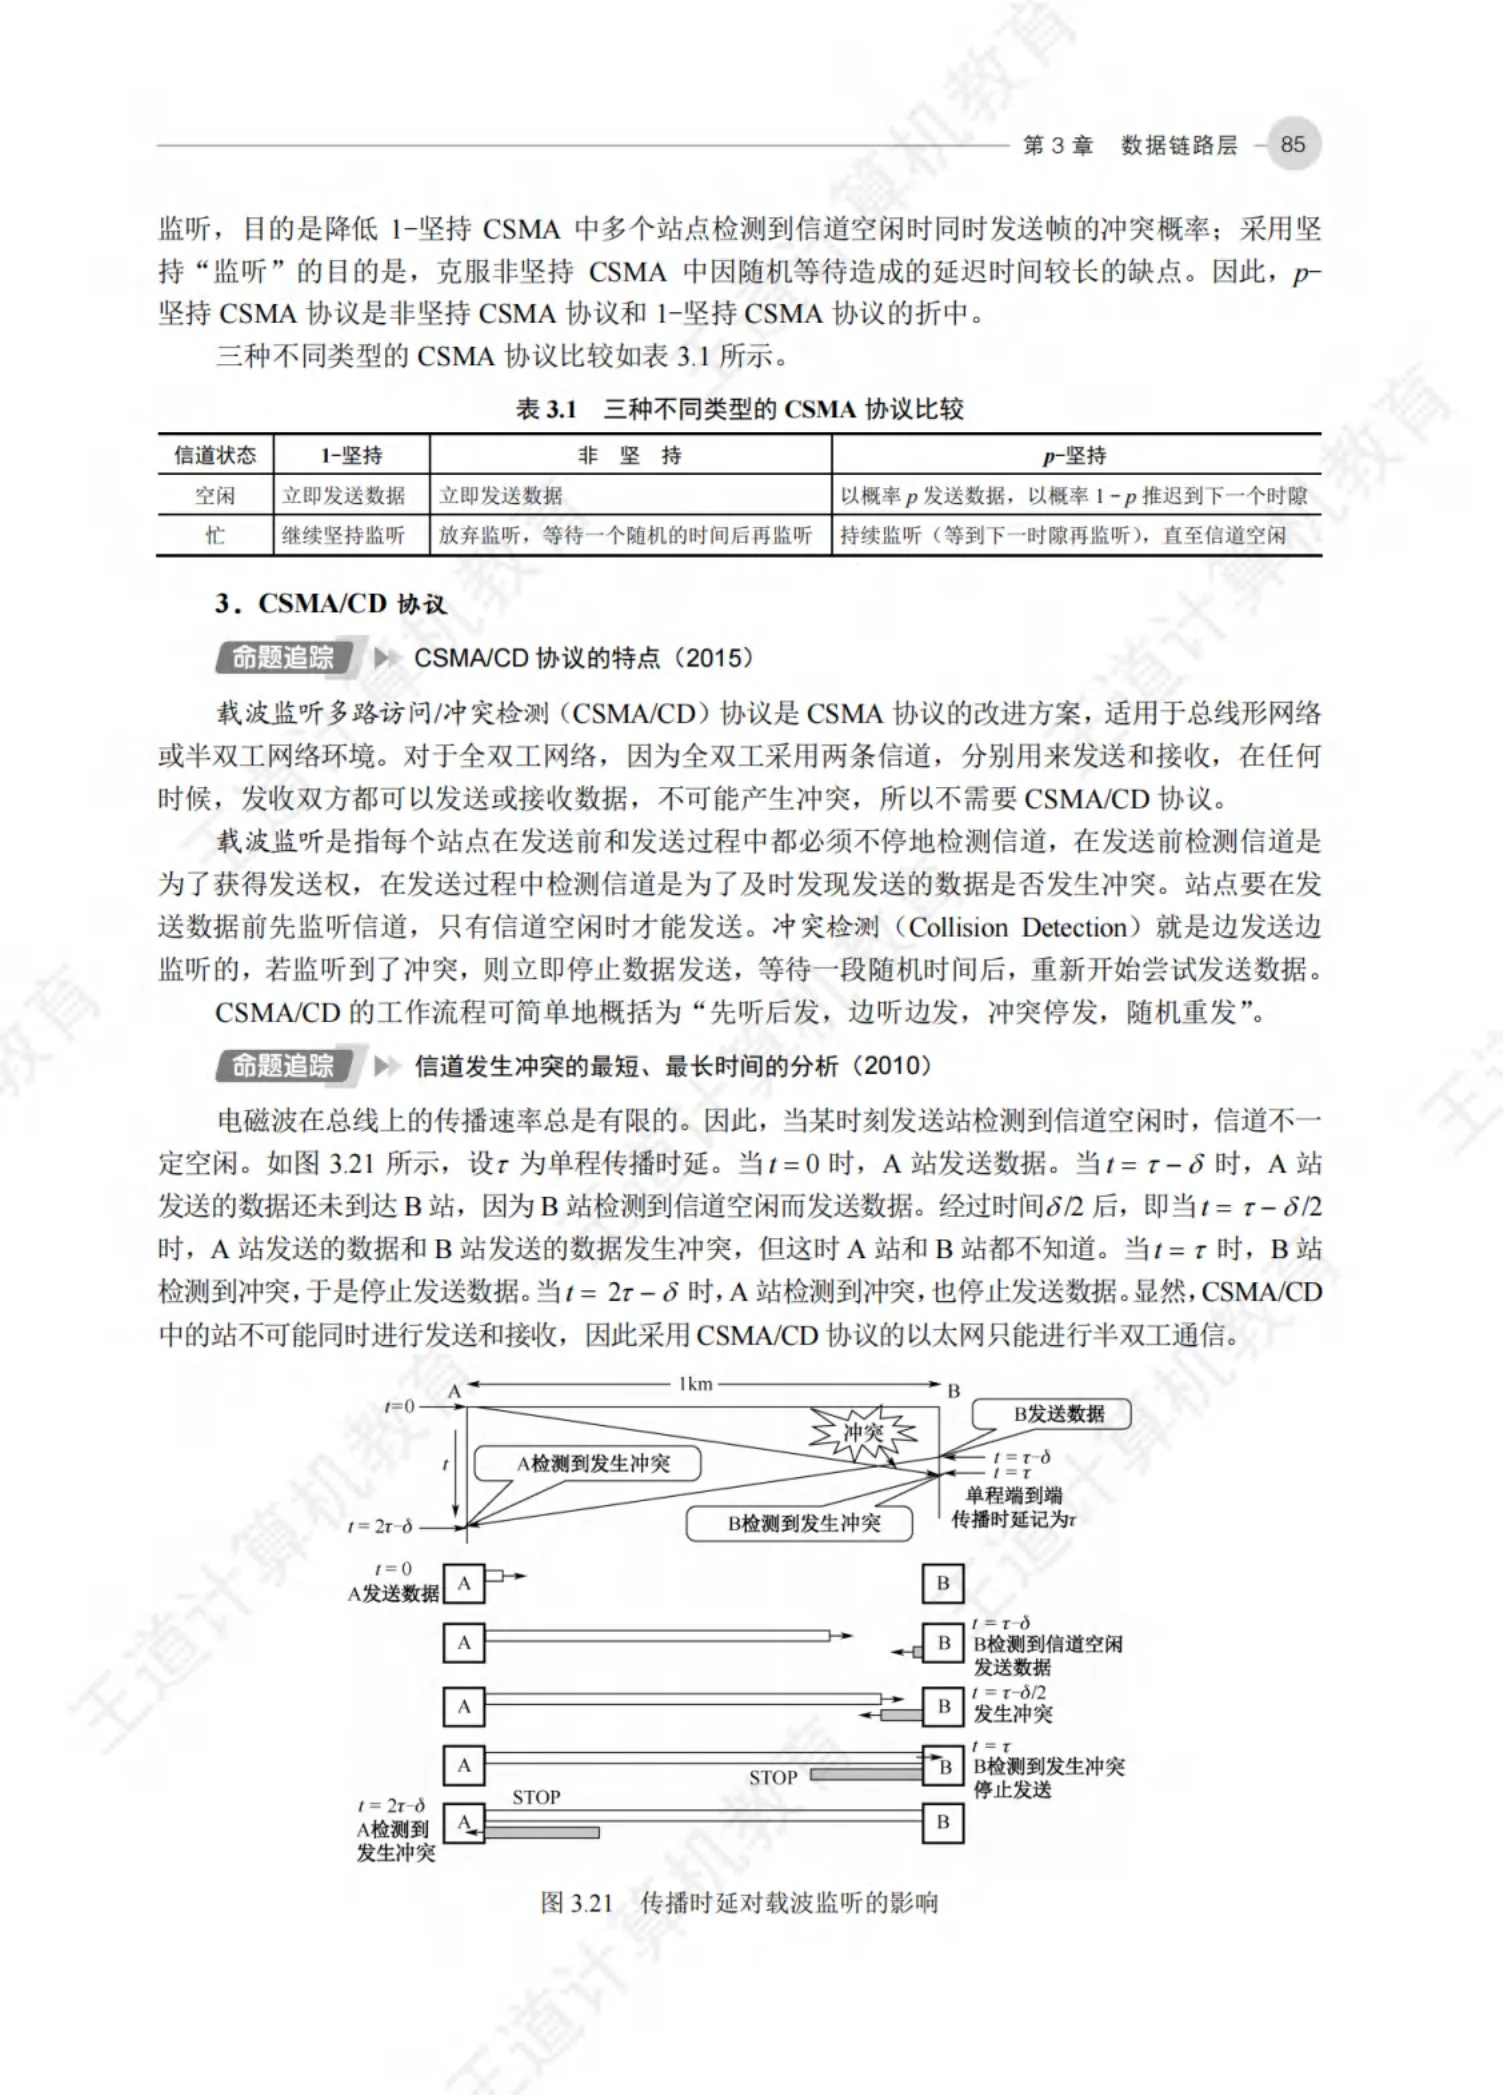 第 3 章　数据链路层　85
监听，目的是降低 1-坚持 CSMA 中多个站点检测到信道空闲时同时发送帧的冲突概率；采用坚
持“监听”的目的是，克服非坚持 CSMA 中因随机等待造成的延迟时间较长的缺点。因此，p-
坚持 CSMA 协议是非坚持 CSMA 协议和 1-坚持 CSMA 协议的折中。
三种不同类型的 CSMA 协议比较如表 3.1 所示。
表 3.1　三种不同类型的 CSMA 协议比较
信道状态　1-坚持　非　坚　持　p-坚持
空闲　立即发送数据　立即发送数据　以概率 p 发送数据，以概率 1 - p 推迟到下一个时隙
忙　继续坚持监听　放弃监听，等待一个随机的时间后再监听　持续监听（等到下一时隙再监听），直至信道空闲
3．CSMA/CD 协议
命题追踪　CSMA/CD 协议的特点（2015）
载波监听多路访问/冲突检测（CSMA/CD）协议是 CSMA 协议的改进方案，适用于总线形网络
或半双工网络环境。对于全双工网络，因为全双工采用两条信道，分别用来发送和接收，在任何
时候，发收双方都可以发送或接收数据，不可能产生冲突，所以不需要 CSMA/CD 协议。
载波监听是指每个站点在发送前和发送过程中都必须不停地检测信道，在发送前检测信道是
为了获得发送权，在发送过程中检测信道是为了及时发现发送的数据是否发生冲突。站点要在发
送数据前先监听信道，只有信道空闲时才能发送。冲突检测（Collision Detection）就是边发送边
监听的，若监听到了冲突，则立即停止数据发送，等待一段随机时间后，重新开始尝试发送数据。
CSMA/CD 的工作流程可简单地概括为“先听后发，边听边发，冲突停发，随机重发”。
命题追踪　信道发生冲突的最短、最长时间的分析（2010）
电磁波在总线上的传播速率总是有限的。因此，当某时刻发送站检测到信道空闲时，信道不一
定空闲。如图 3.21 所示，设τ 为单程传播时延。当 t = 0 时，A 站发送数据。当 t = τ − δ 时，A 站
发送的数据还未到达 B 站，因为 B 站检测到信道空闲而发送数据。经过时间δ/2 后，即当 t = τ − δ/2
时，A 站发送的数据和 B 站发送的数据发生冲突，但这时 A 站和 B 站都不知道。当 t = τ 时，B 站
检测到冲突，于是停止发送数据。当 t = 2τ − δ 时，A 站检测到冲突，也停止发送数据。显然，CSMA/CD
中的站不可能同时进行发送和接收，因此采用 CSMA/CD 协议的以太网只能进行半双工通信。
A　1km　B
t=0
冲突
B发送数据
t
A检测到发生冲突
t = τ-δ
t = τ
单程端到端
传播时延记为τ
B检测到发生冲突
t = 2τ-δ
t = 0
A发送数据
A　B
A　B
t = τ-δ
B检测到信道空闲
发送数据
A　B
t = τ-δ/2
发生冲突
A　STOP　B
t = τ
B检测到发生冲突
停止发送
STOP
t = 2τ-δ
A检测到
发生冲突
A　B
图 3.21　传播时延对载波监听的影响
王道计算机教育